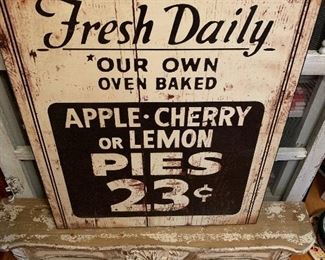 Fresh Daily
*OUR OWN
OVEN BAKED
APPLE · CHERRY
OR LEMON
PIES
23¢